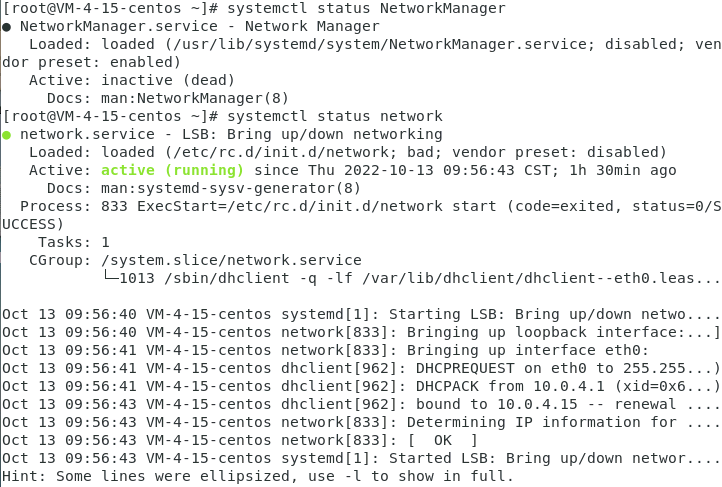 [root@VM-4-15-centos ~]# systemctl status NetworkManager
● NetworkManager.service - Network Manager
   Loaded: loaded (/usr/lib/systemd/system/NetworkManager.service; disabled; ven
dor preset: enabled)
   Active: inactive (dead)
     Docs: man:NetworkManager(8)
[root@VM-4-15-centos ~]# systemctl status network
● network.service - LSB: Bring up/down networking
   Loaded: loaded (/etc/rc.d/init.d/network; bad; vendor preset: disabled)
   Active: active (running) since Thu 2022-10-13 09:56:43 CST; 1h 30min ago
     Docs: man:systemd-sysv-generator(8)
  Process: 833 ExecStart=/etc/rc.d/init.d/network start (code=exited, status=0/S
UCCESS)
    Tasks: 1
   CGroup: /system.slice/network.service
           └─1013 /sbin/dhclient -q -lf /var/lib/dhclient/dhclient--eth0.leas...

Oct 13 09:56:40 VM-4-15-centos systemd[1]: Starting LSB: Bring up/down netwo....
Oct 13 09:56:40 VM-4-15-centos network[833]: Bringing up loopback interface:...]
Oct 13 09:56:41 VM-4-15-centos network[833]: Bringing up interface eth0:
Oct 13 09:56:41 VM-4-15-centos dhclient[962]: DHCPREQUEST on eth0 to 255.255...)
Oct 13 09:56:41 VM-4-15-centos dhclient[962]: DHCPACK from 10.0.4.1 (xid=0x6...)
Oct 13 09:56:43 VM-4-15-centos dhclient[962]: bound to 10.0.4.15 -- renewal ....
Oct 13 09:56:43 VM-4-15-centos network[833]: Determining IP information for ....
Oct 13 09:56:43 VM-4-15-centos network[833]: [  OK  ]
Oct 13 09:56:43 VM-4-15-centos systemd[1]: Started LSB: Bring up/down networ....
Hint: Some lines were ellipsized, use -l to show in full.